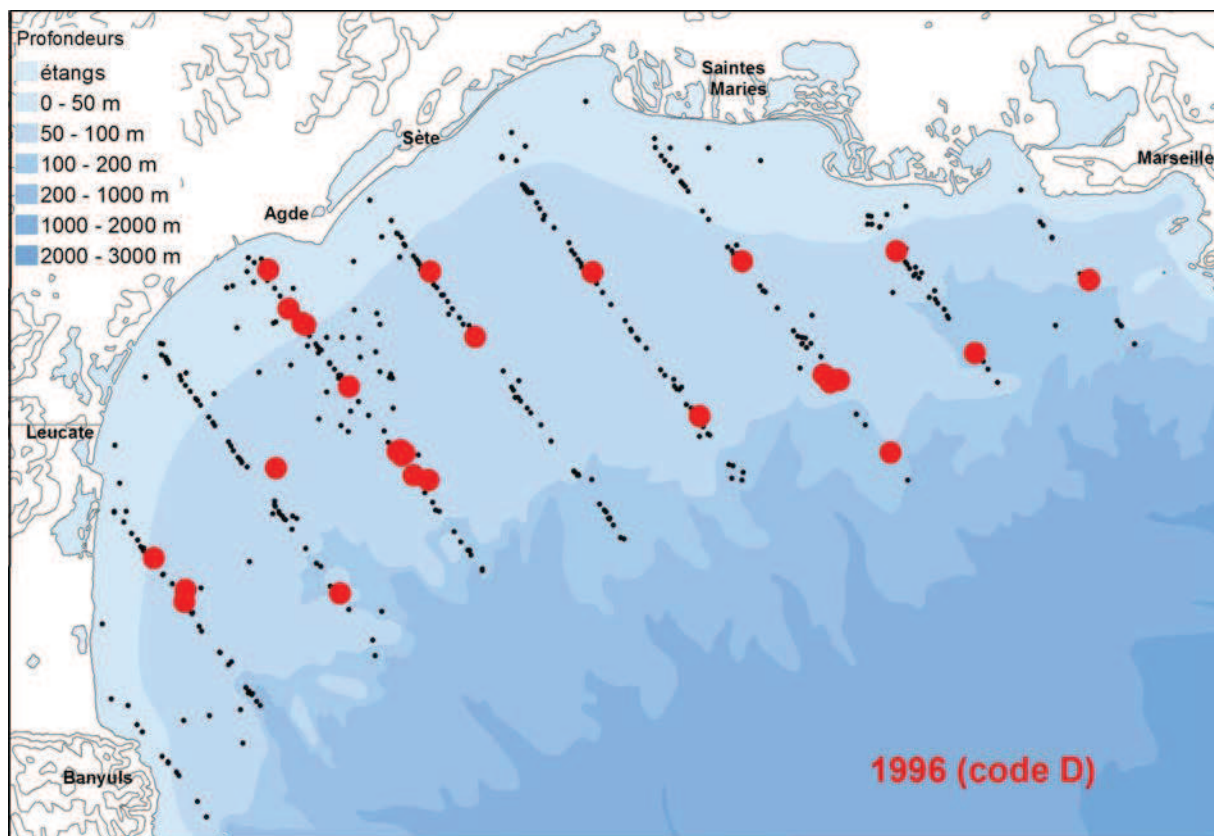 Profondeurs
étangs
0 - 50 m
50 - 100 m
100 - 200 m
200 - 1000 m
1000 - 2000 m
2000 - 3000 m
Saintes
Maries
Sète
Marseille
Agde
Leucate
Banyuls
1996 (code D)